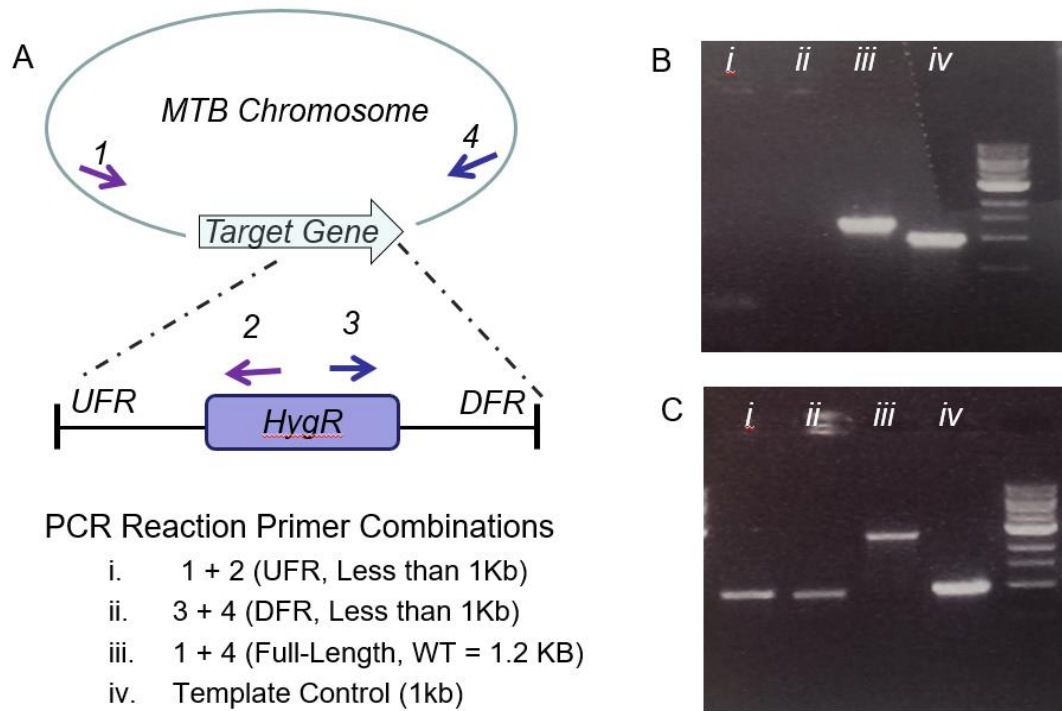 A
MTB Chromosome
1
4
Target Gene
2
3
UFR
DFR
HygR
PCR Reaction Primer Combinations
i. 1 + 2 (UFR, Less than 1Kb)
ii. 3 + 4 (DFR, Less than 1Kb)
iii. 1 + 4 (Full-Length, WT = 1.2 KB)
iv. Template Control (1kb)
B
i ii iii iv
C
i ii iii iv